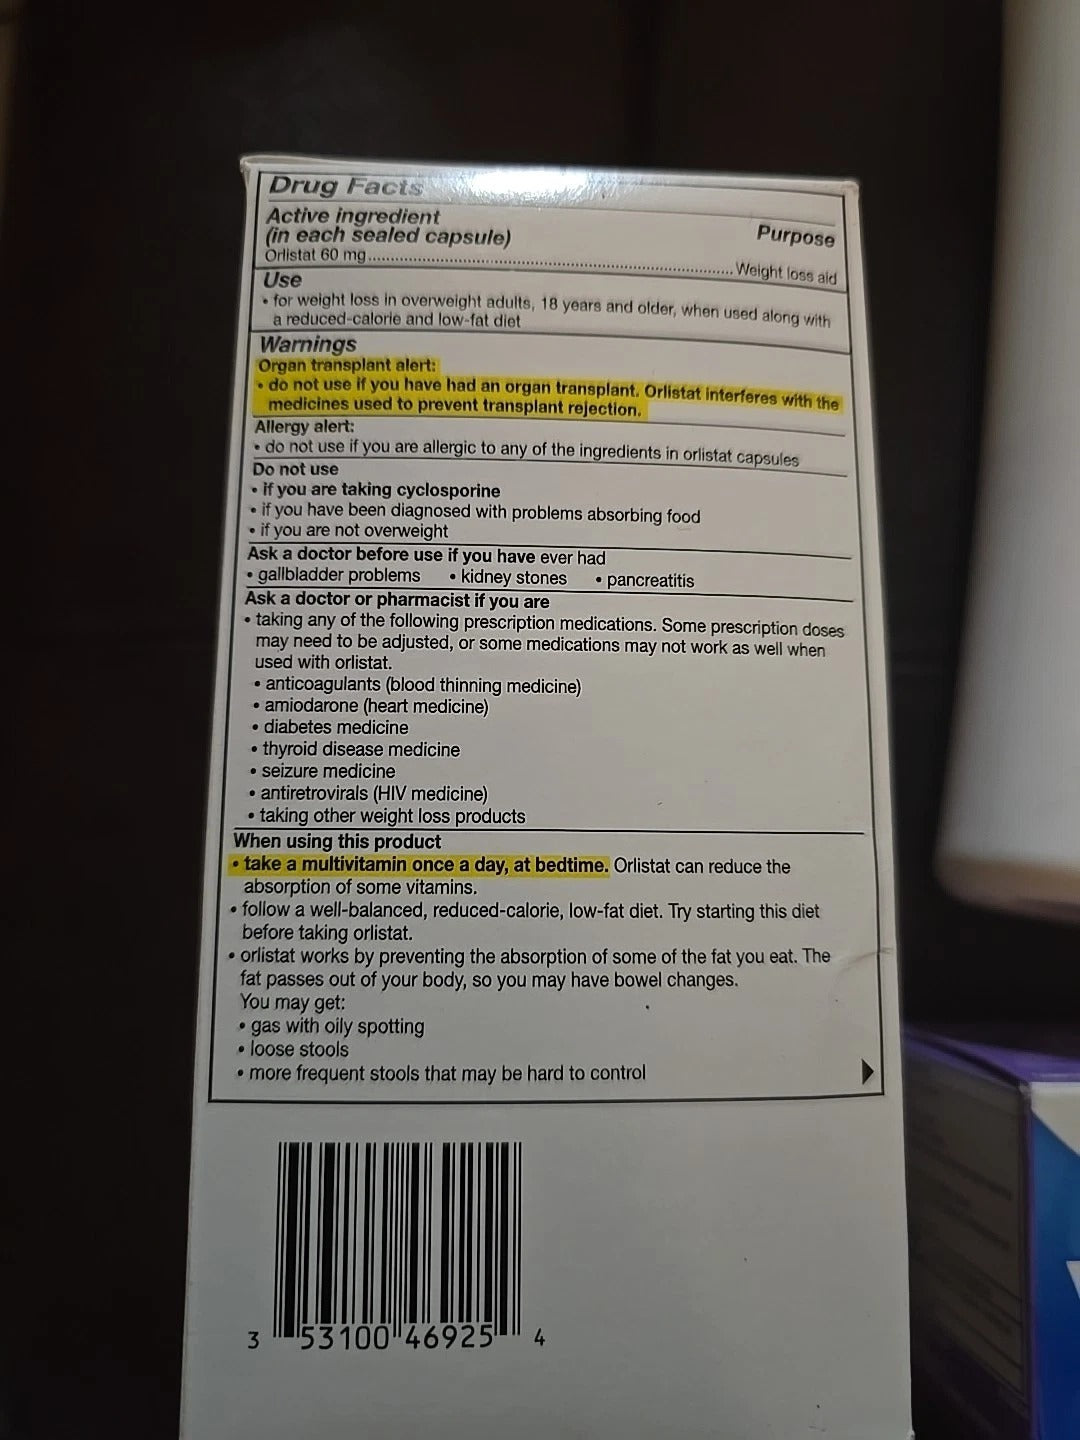 Drug Facts
Active ingredient
(in each sealed capsule) Purpose
Orlistat 60 mg........................................................................... Weight loss aid
Use
• for weight loss in overweight adults, 18 years and older, when used along with
a reduced-calorie and low-fat diet
Warnings
Organ transplant alert:
• do not use if you have had an organ transplant. Orlistat interferes with the
medicines used to prevent transplant rejection.
Allergy alert:
• do not use if you are allergic to any of the ingredients in orlistat capsules
Do not use
• if you are taking cyclosporine
• if you have been diagnosed with problems absorbing food
• if you are not overweight
Ask a doctor before use if you have ever had
• gallbladder problems • kidney stones • pancreatitis
Ask a doctor or pharmacist if you are
• taking any of the following prescription medications. Some prescription doses
may need to be adjusted, or some medications may not work as well when
used with orlistat.
• anticoagulants (blood thinning medicine)
• amiodarone (heart medicine)
• diabetes medicine
• thyroid disease medicine
• seizure medicine
• antiretrovirals (HIV medicine)
• taking other weight loss products
When using this product
• take a multivitamin once a day, at bedtime. Orlistat can reduce the
absorption of some vitamins.
• follow a well-balanced, reduced-calorie, low-fat diet. Try starting this diet
before taking orlistat.
• orlistat works by preventing the absorption of some of the fat you eat. The
fat passes out of your body, so you may have bowel changes.
You may get:
• gas with oily spotting
• loose stools
• more frequent stools that may be hard to control
3 53100 46925 4